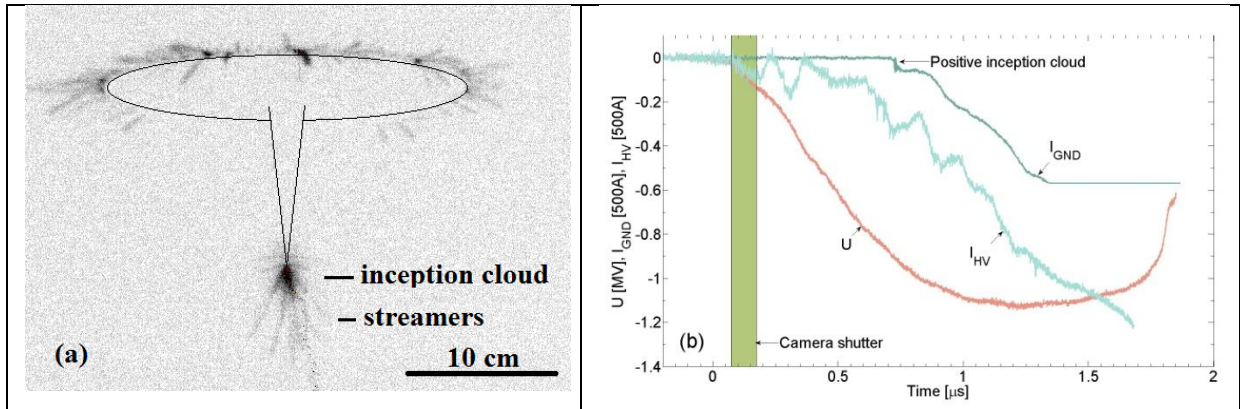 inception cloud
streamers
(a)
10 cm
U [MV], I_GND [500A], I_HV [500A]
0
-0.2
-0.4
-0.6
-0.8
-1
-1.2
-1.4
Positive inception cloud
I_GND
U
I_HV
(b)
Camera shutter
0
0.5
1
1.5
2
Time [μs]